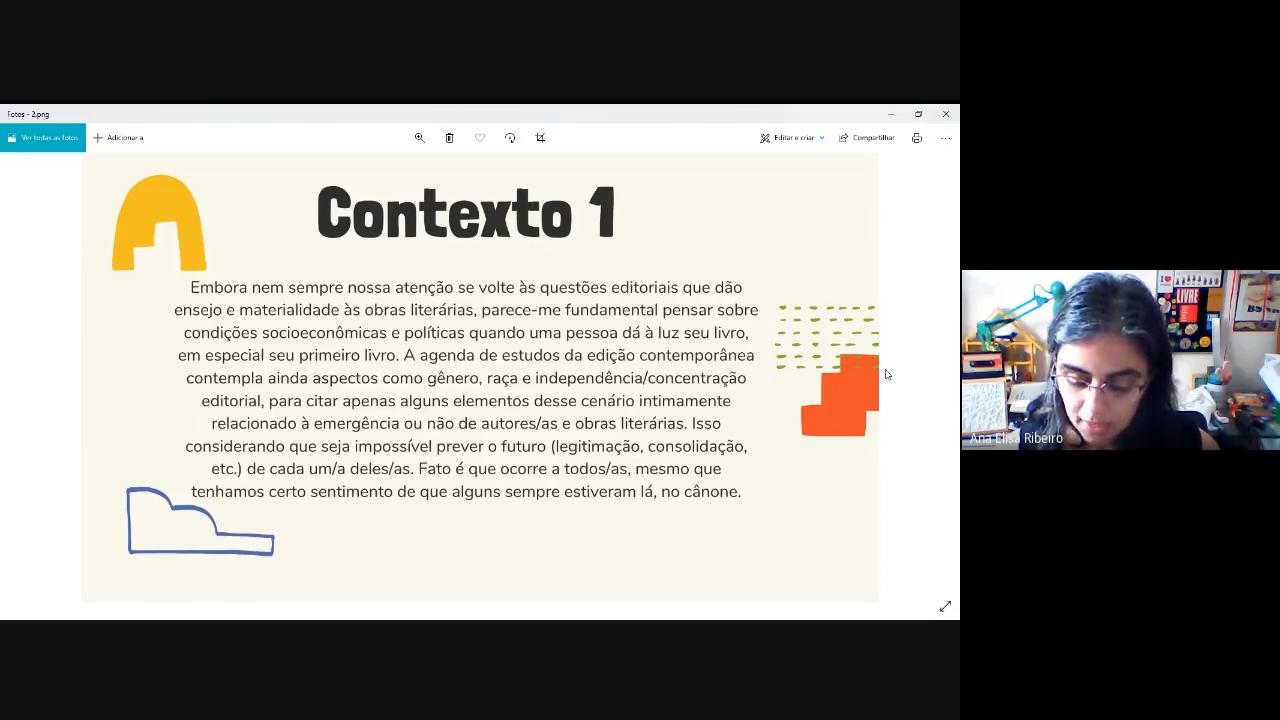 Fotos - 2.png
Ver todas as fotos
Adicionar a
Editar e criar
Compartilhar
Contexto 1
Embora nem sempre nossa atenção se volte às questões editoriais que dão
ensejo e materialidade às obras literárias, parece-me fundamental pensar sobre
condições socioeconômicas e políticas quando uma pessoa dá à luz seu livro,
em especial seu primeiro livro. A agenda de estudos da edição contemporânea
contempla ainda aspectos como gênero, raça e independência/concentração
editorial, para citar apenas alguns elementos desse cenário intimamente
relacionado à emergência ou não de autores/as e obras literárias. Isso
considerando que seja impossível prever o futuro (legitimação, consolidação,
etc.) de cada um/a deles/as. Fato é que ocorre a todos/as, mesmo que
tenhamos certo sentimento de que alguns sempre estiveram lá, no cânone.
LIVRE
Ana Elisa Ribeiro